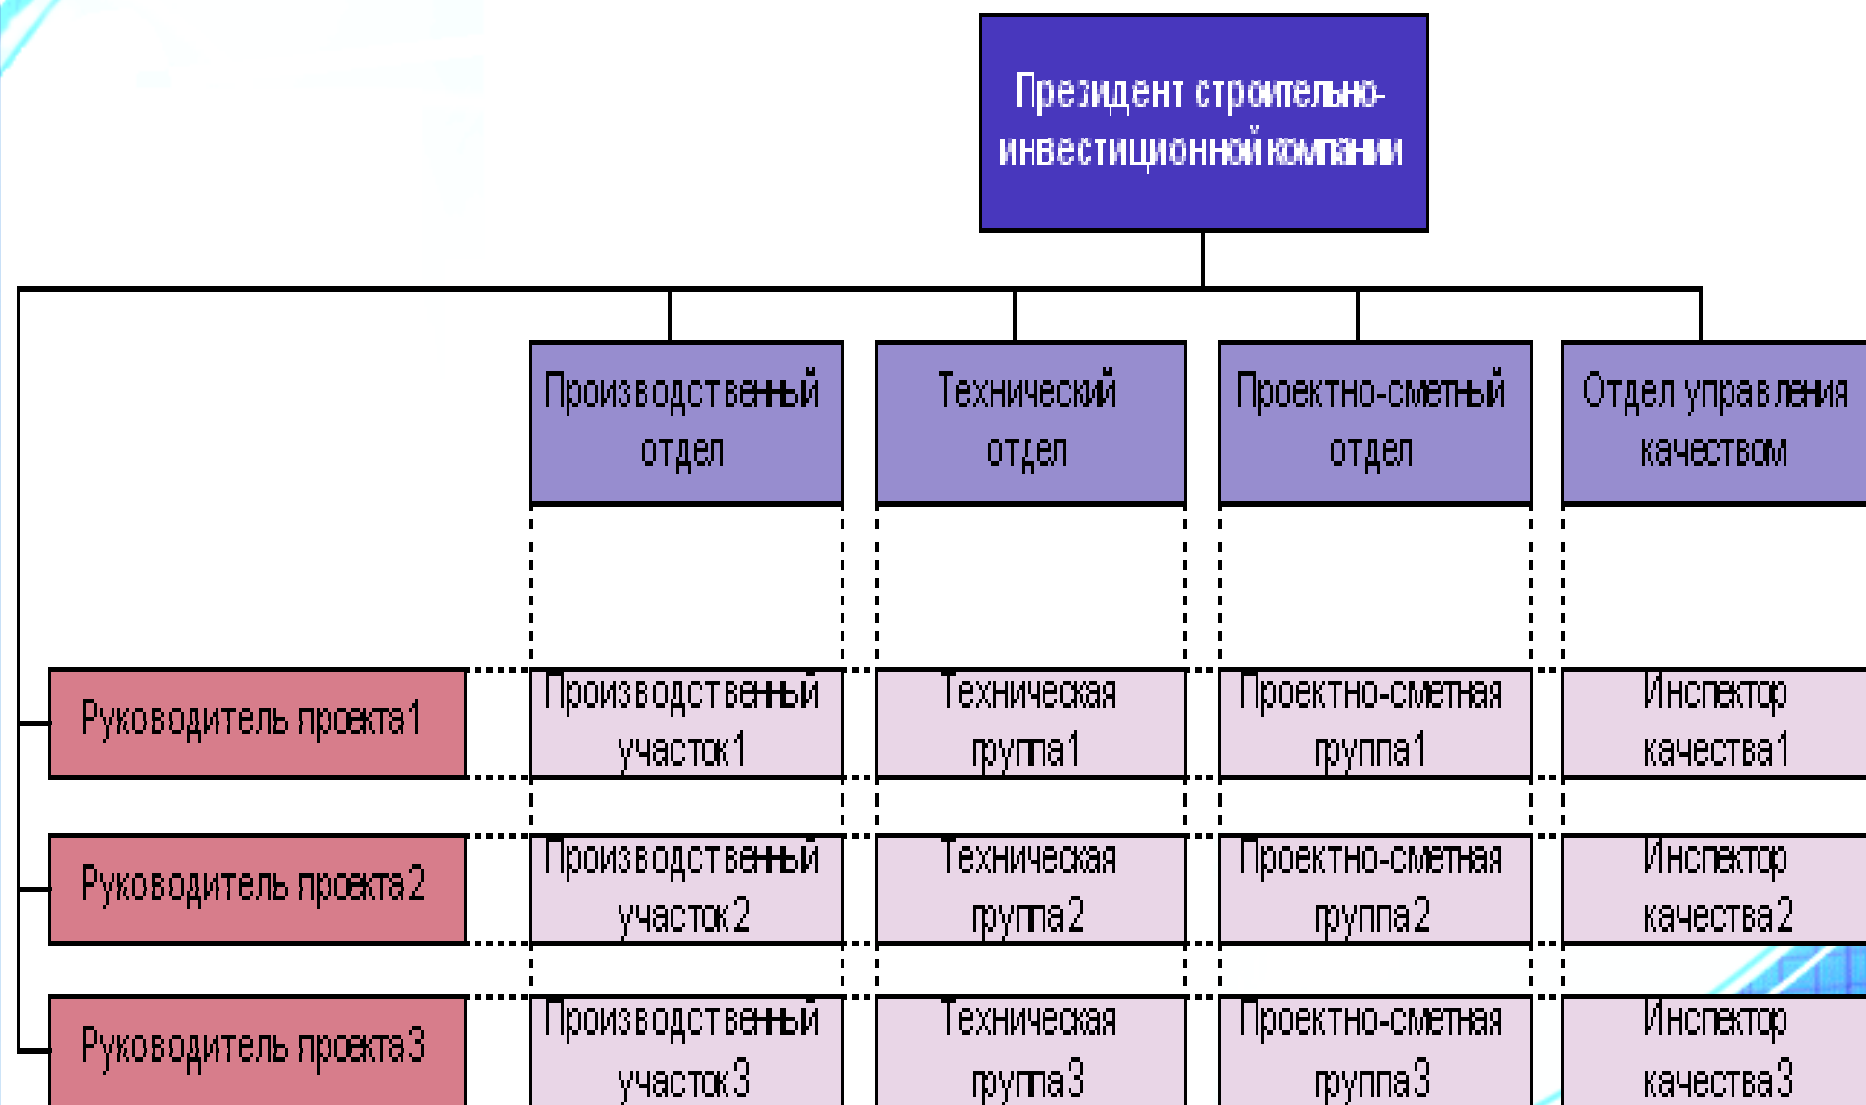 Президент строительно-
инвестиционной компании
Производственный
отдел
Технический
отдел
Проектно-сметный
отдел
Отдел управления
качеством
Руководитель проекта 1
Производственный
участок 1
Техническая
группа 1
Проектно-сметная
группа 1
Инспектор
качества 1
Руководитель проекта 2
Производственный
участок 2
Техническая
группа 2
Проектно-сметная
группа 2
Инспектор
качества 2
Руководитель проекта 3
Производственный
участок 3
Техническая
группа 3
Проектно-сметная
группа 3
Инспектор
качества 3